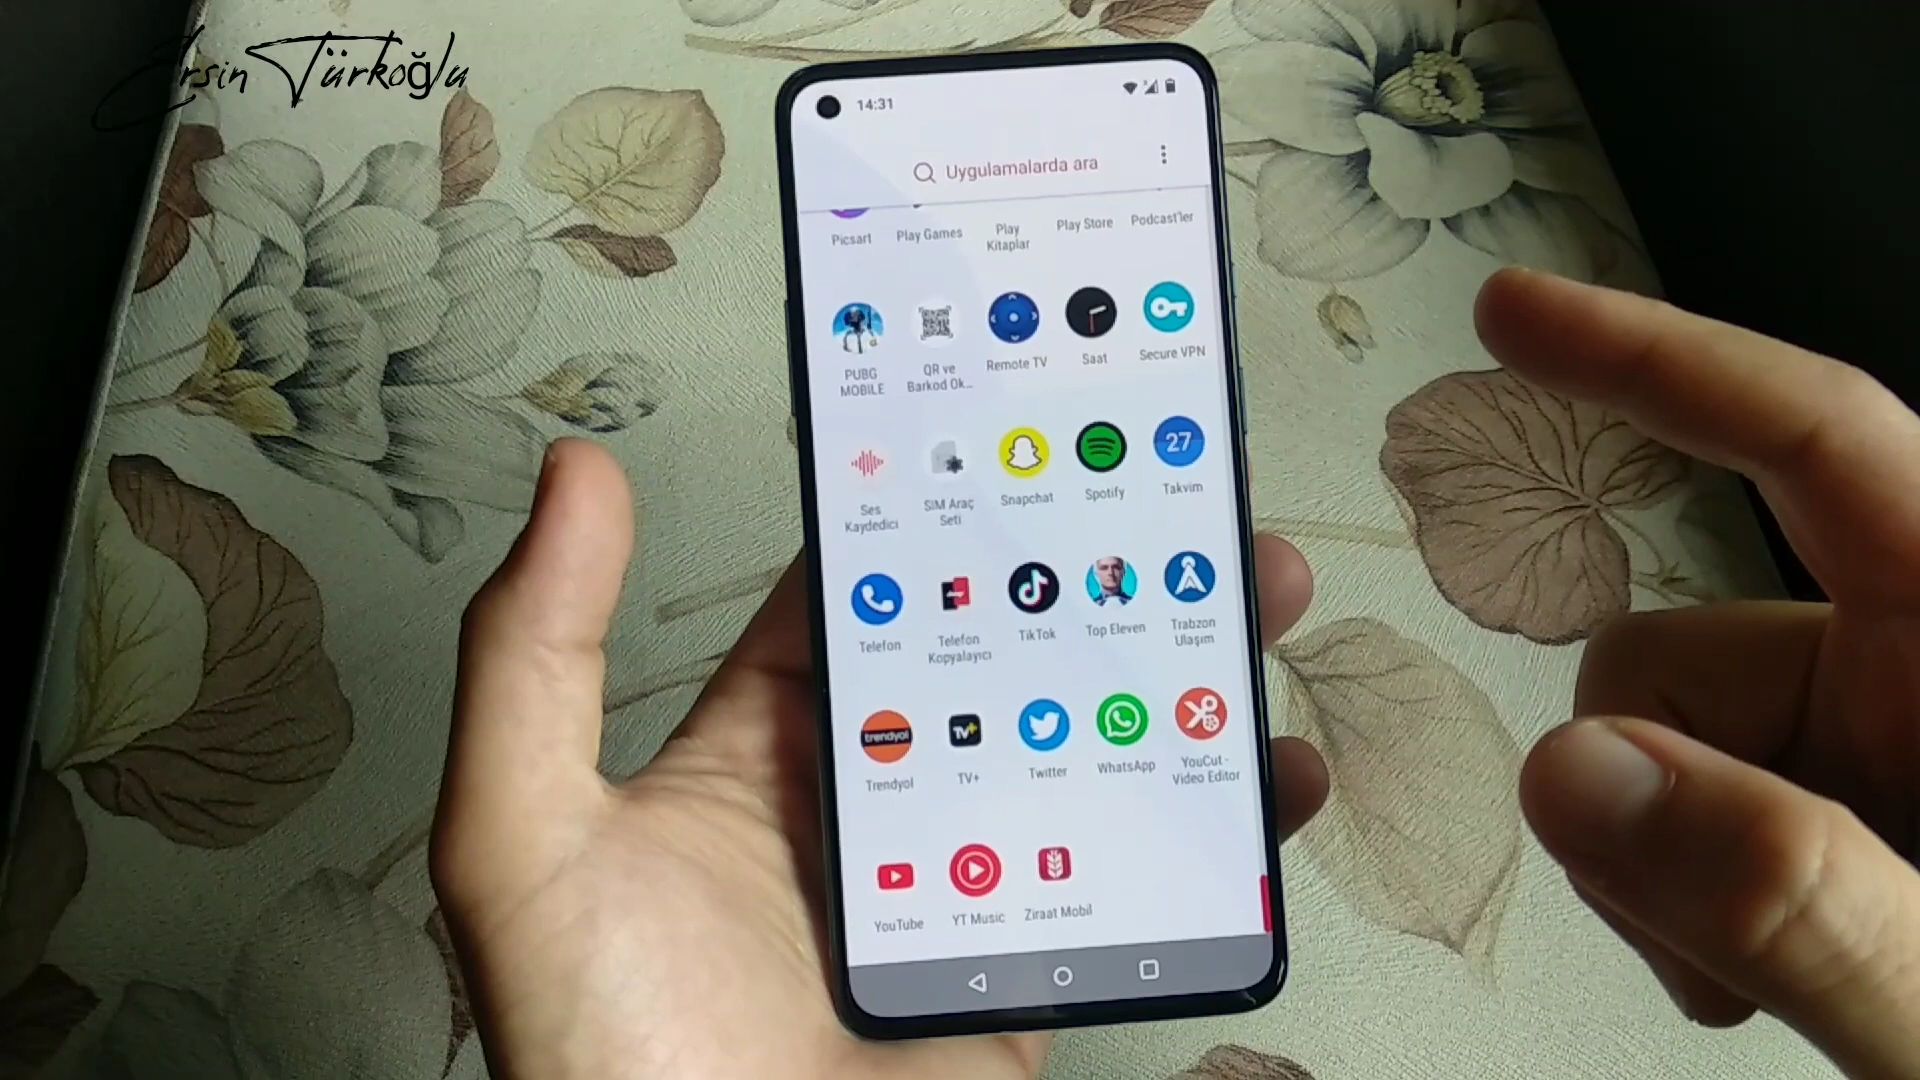 Ersin Türkoğlu
14:31
Uygulamalarda ara
Picsart
Play Games
Play
Kitaplar
Play Store
Podcast'ler
PUBG
MOBILE
QR ve
Barkod Ok...
Remote TV
Saat
Secure VPN
Ses
Kaydedici
SIM Araç
Seti
Snapchat
Spotify
27
Takvim
Telefon
Telefon
Kopyalayıcı
TikTok
Top Eleven
Trabzon
Ulaşım
trendyol
Trendyol
TV+
TV+
Twitter
WhatsApp
YouCut -
Video Editor
YouTube
YT Music
Ziraat Mobil